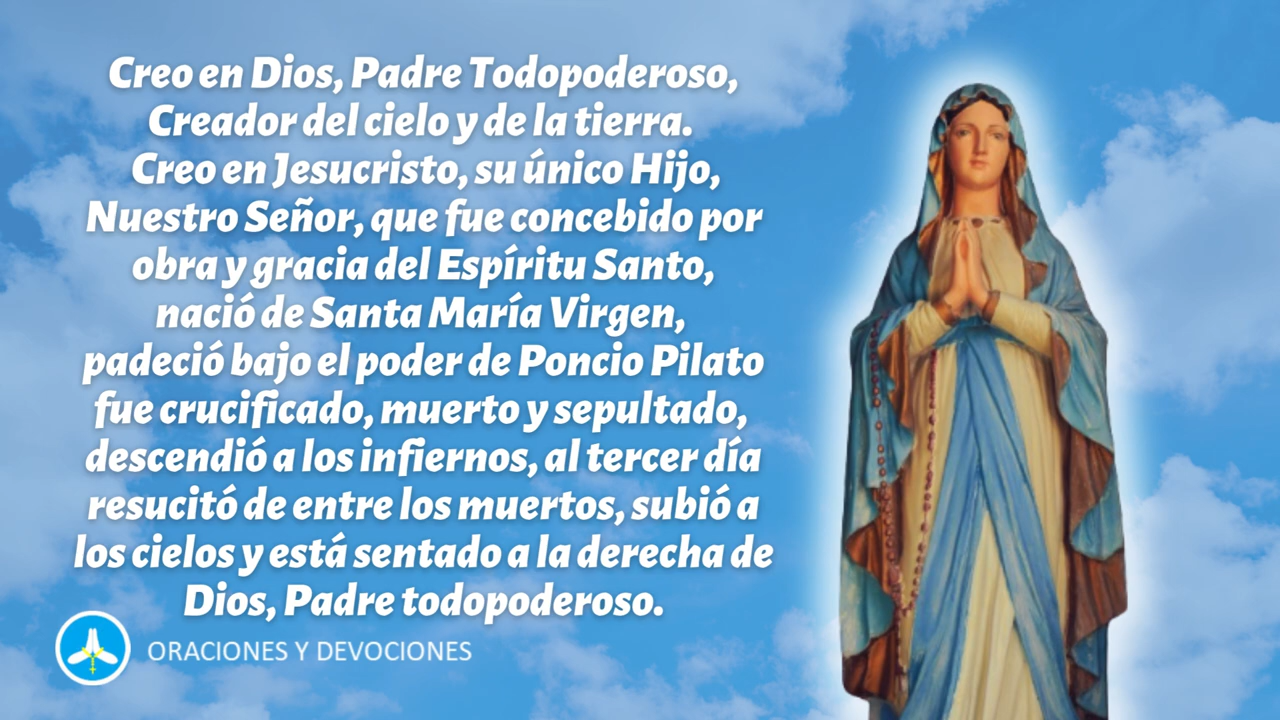 Creo en Dios, Padre Todopoderoso,
Creador del cielo y de la tierra.
Creo en Jesucristo, su único Hijo,
Nuestro Señor, que fue concebido por
obra y gracia del Espíritu Santo,
nació de Santa María Virgen,
padeció bajo el poder de Poncio Pilato
fue crucificado, muerto y sepultado,
descendió a los infiernos, al tercer día
resucitó de entre los muertos, subió a
los cielos y está sentado a la derecha de
Dios, Padre todopoderoso.
ORACIONES Y DEVOCIONES